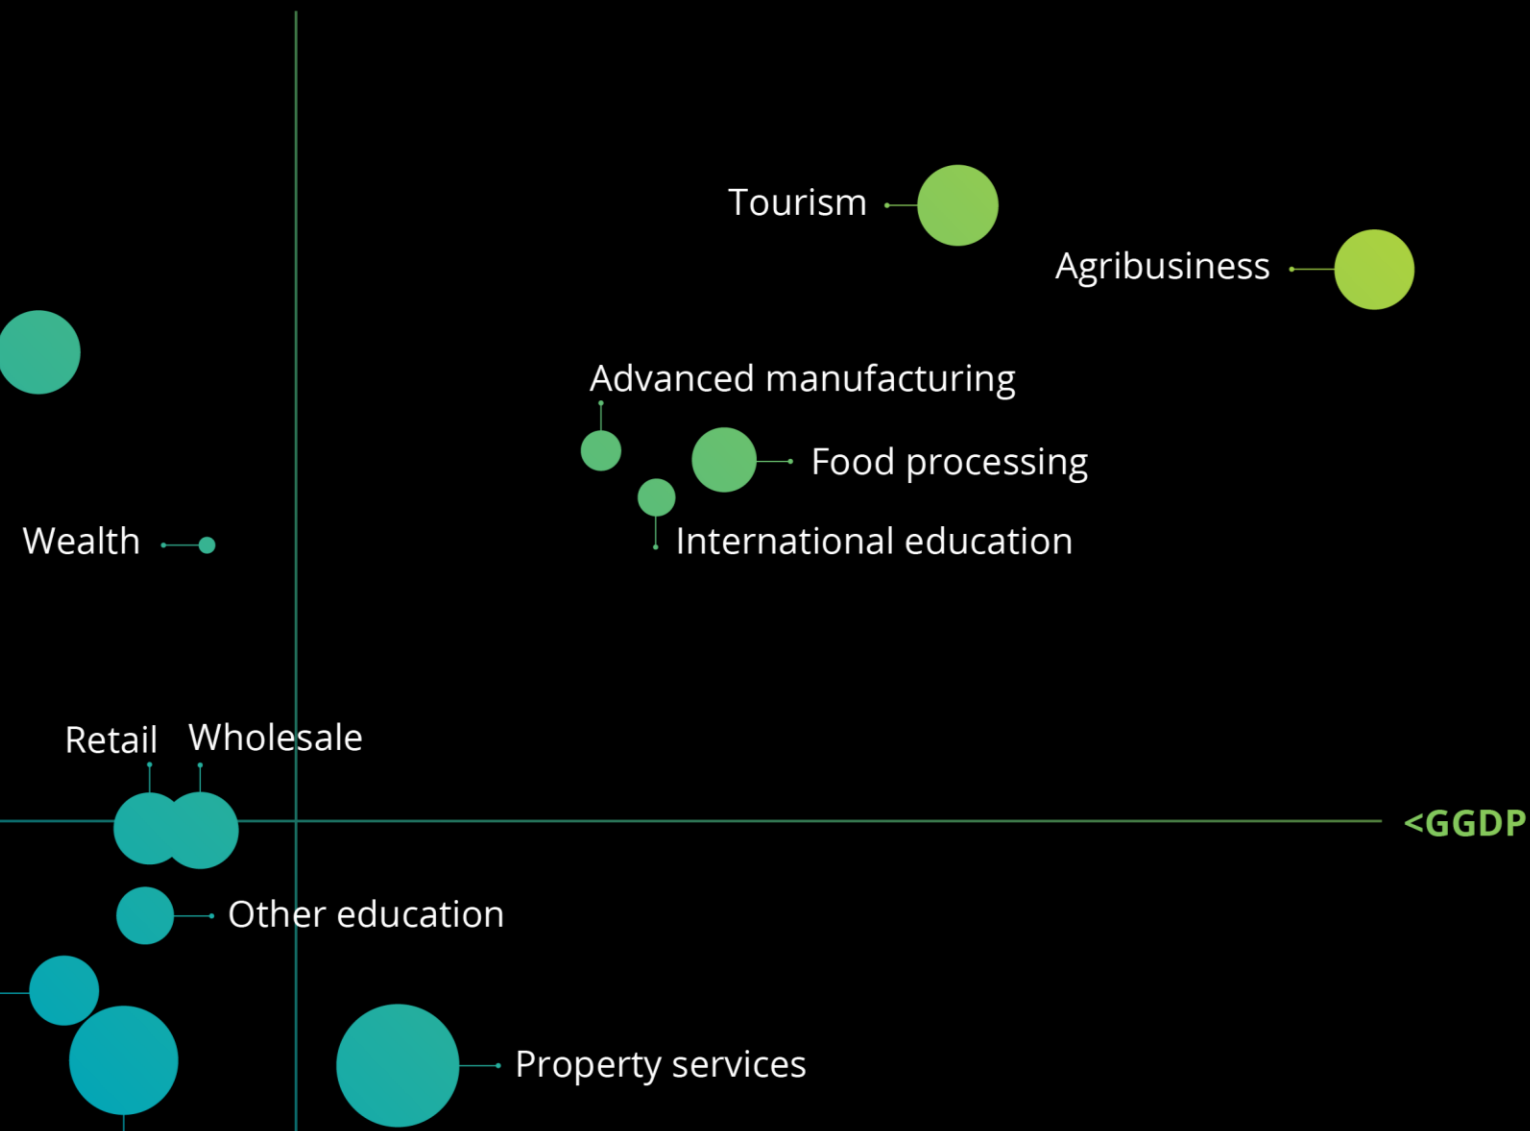 Tourism
Agribusiness
Advanced manufacturing
Food processing
Wealth
International education
Retail
Wholesale
<GGDP
Other education
Property services